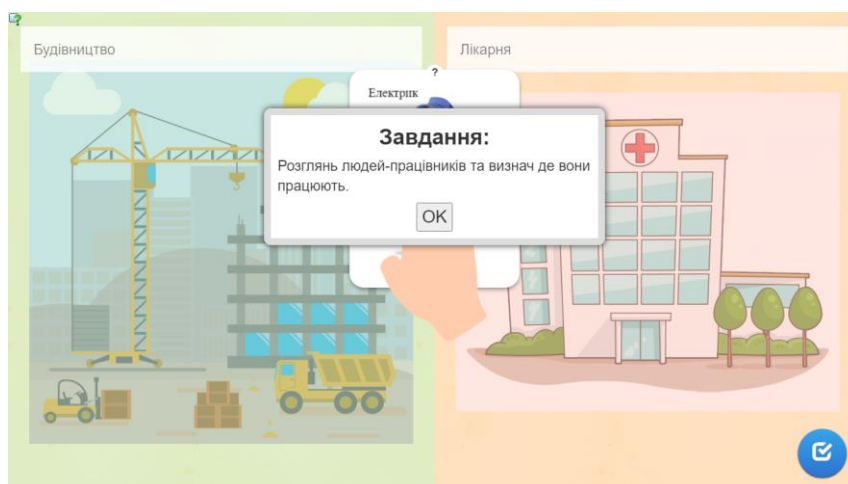 Будівництво
Лікарня
?
Електрик
Завдання:
Розглянь людей-працівників та визнач де вони
працюють.
OK